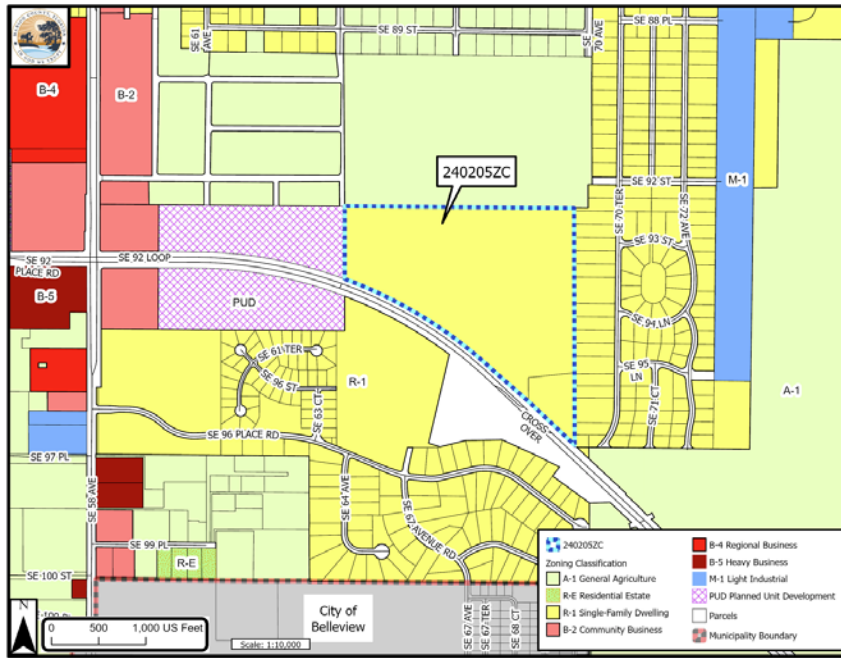 SE 61 AVE
SE 89 ST
70 AVE
SE 88 PL
B-4
B-2
240205ZC
M-1
SE 92 ST
SE 70 TER
SE 72 AVE
SE 93 ST
SE 92 PLACE RD
SE 92 LOOP
B-5
PUD
SE 94 LN
SE 95 LN
SE 71 CT
SE 61 TER
SE 96 ST
SE 63 CT
R-1
A-1
CROSS OVER
SE 96 PLACE RD
SE 97 PL
SE 58 AVE
SE 64 AVE
SE 67 AVENUE RD
SE 99 PL
R-E
SE 100 ST
City of
Belleview
SE 67 AVE
SE 67 TER
SE 68 CT
N
0 500 1,000 US Feet
Scale: 1:10,000
240205ZC
Zoning Classification
A-1 General Agriculture
R-E Residential Estate
R-1 Single-Family Dwelling
B-2 Community Business
B-4 Regional Business
B-5 Heavy Business
M-1 Light Industrial
PUD Planned Unit Development
Parcels
Municipality Boundary